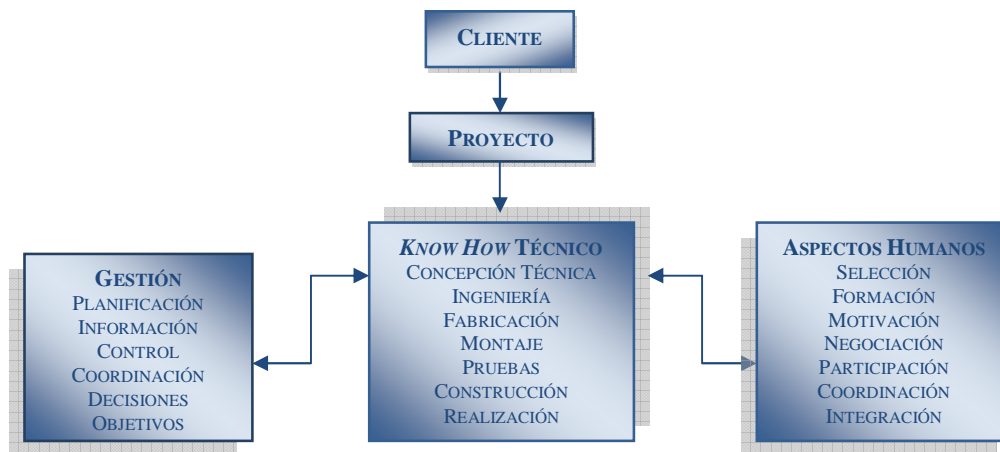 CLIENTE
PROYECTO
GESTIÓN
PLANIFICACIÓN
INFORMACIÓN
CONTROL
COORDINACIÓN
DECISIONES
OBJETIVOS
KNOW HOW TÉCNICO
CONCEPCIÓN TÉCNICA
INGENIERÍA
FABRICACIÓN
MONTAJE
PRUEBAS
CONSTRUCCIÓN
REALIZACIÓN
ASPECTOS HUMANOS
SELECCIÓN
FORMACIÓN
MOTIVACIÓN
NEGOCIACIÓN
PARTICIPACIÓN
COORDINACIÓN
INTEGRACIÓN